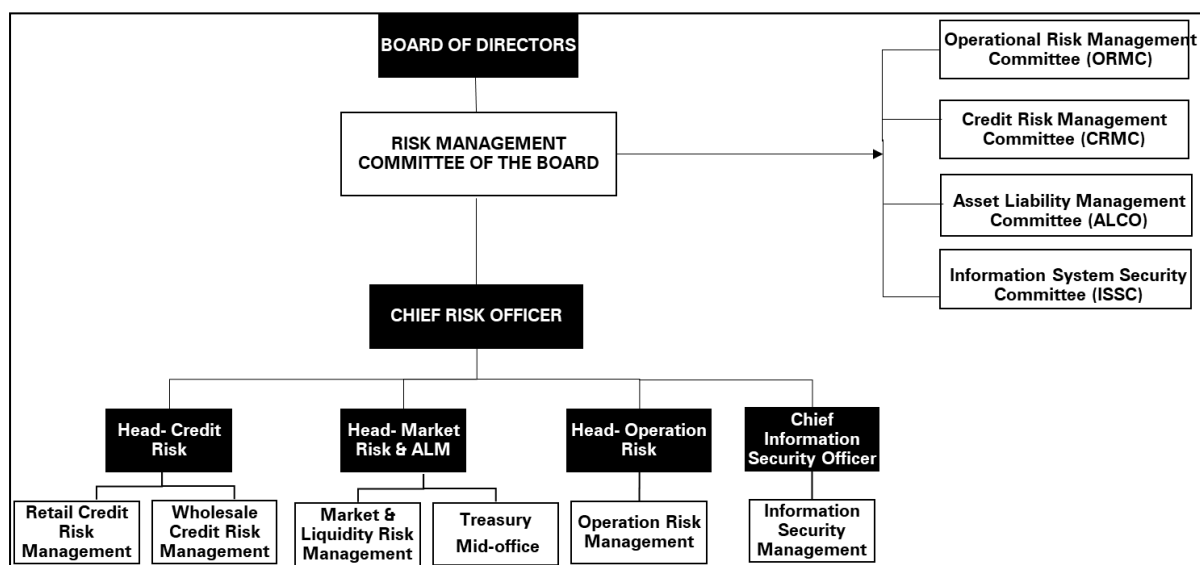 BOARD OF DIRECTORS
RISK MANAGEMENT
COMMITTEE OF THE BOARD
Operational Risk Management
Committee (ORMC)
Credit Risk Management
Committee (CRMC)
Asset Liability Management
Committee (ALCO)
Information System Security
Committee (ISSC)
CHIEF RISK OFFICER
Head- Credit
Risk
Head- Market
Risk & ALM
Head- Operation
Risk
Chief
Information
Security Officer
Retail Credit
Risk
Management
Wholesale
Credit Risk
Management
Market &
Liquidity Risk
Management
Treasury
Mid-office
Operation Risk
Management
Information
Security
Management